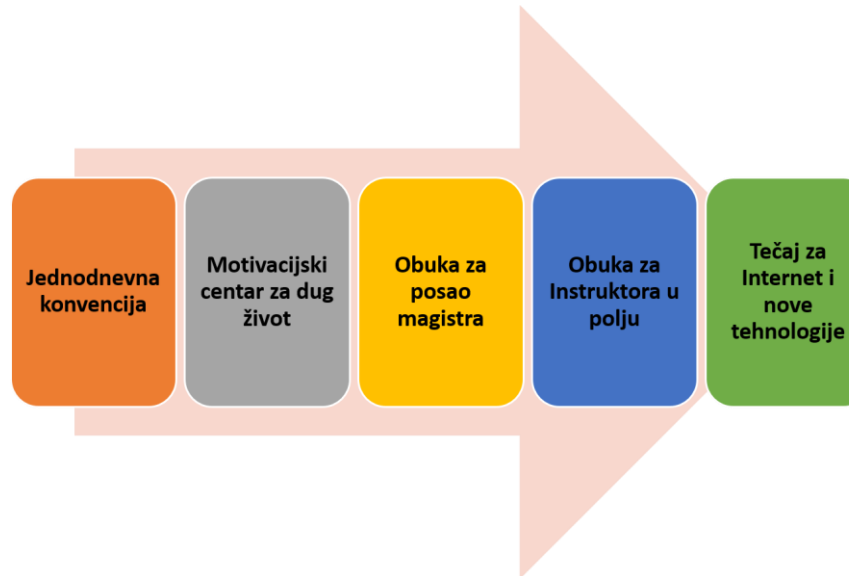 Jednodnevna
konvencija
Motivacijski
centar za dug
život
Obuka za
posao
magistra
Obuka za
Instruktora u
polju
Tečaj za
Internet i
nove
tehnologije